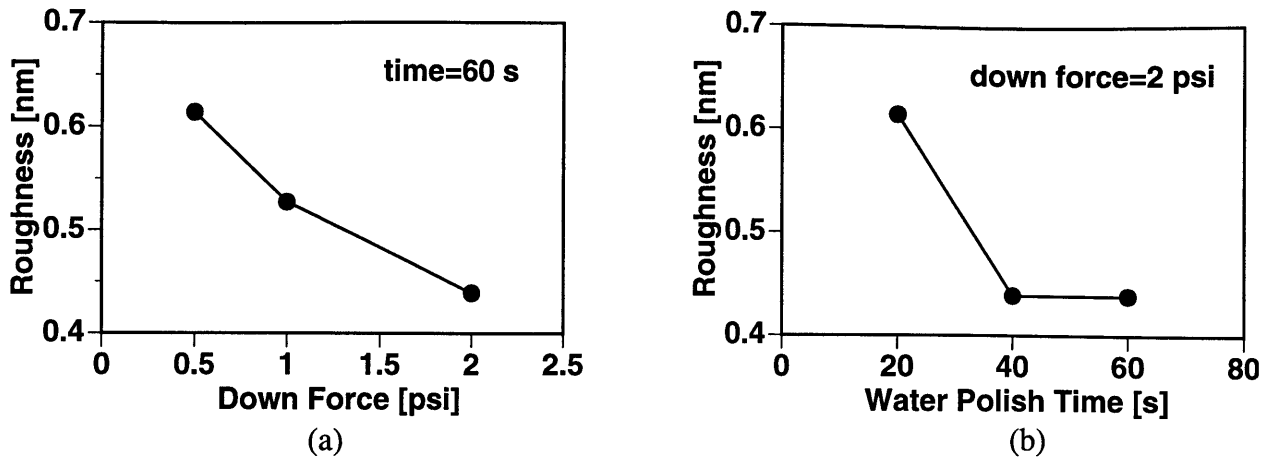 0.7
0.6
0.5
0.4
Roughness [nm]
time=60 s
0 0.5 1 1.5 2 2.5
Down Force [psi]
(a)
0.7
0.6
0.5
0.4
Roughness [nm]
down force=2 psi
0 20 40 60 80
Water Polish Time [s]
(b)